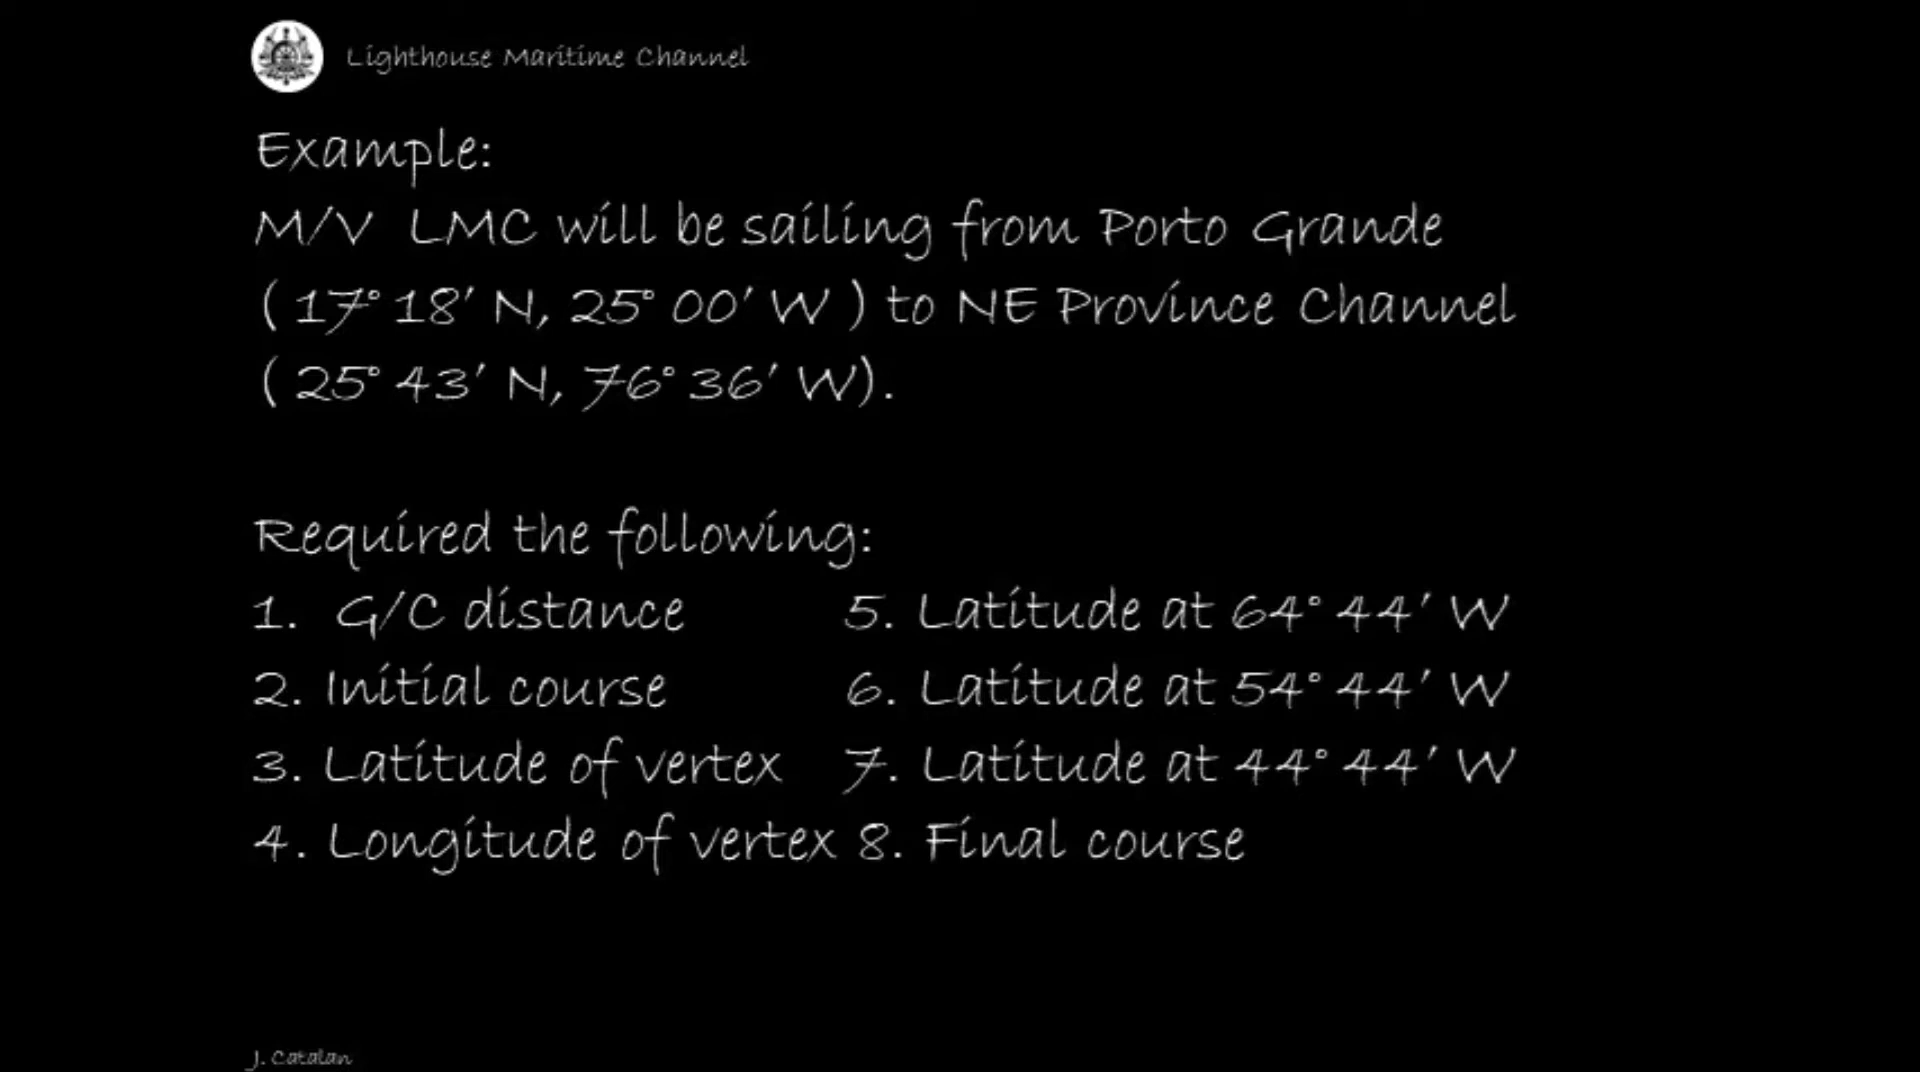 Lighthouse Maritime Channel
Example:
M/V LMC will be sailing from Porto Grande
( 17° 18' N, 25° 00' W ) to NE Province Channel
( 25° 43' N, 76° 36' W).
Required the following:
1. G/C distance
2. Initial course
3. Latitude of vertex
4. Longitude of vertex
5. Latitude at 64° 44' W
6. Latitude at 54° 44' W
7. Latitude at 44° 44' W
8. Final course
J. Catalan